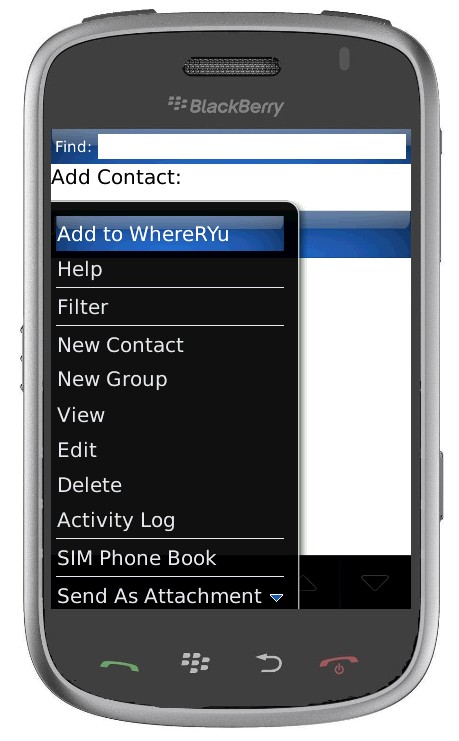 BlackBerry
Find:
Add Contact:
Add to WhereRYu
Help
Filter
New Contact
New Group
View
Edit
Delete
Activity Log
SIM Phone Book
Send As Attachment